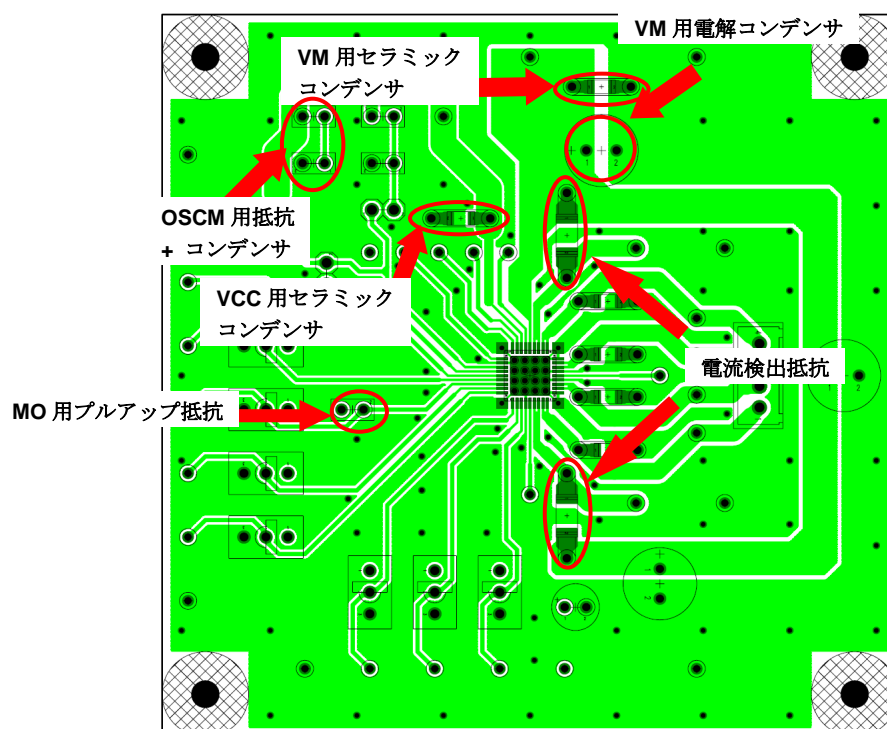 VM 用電解コンデンサ
VM 用セラミック
コンデンサ
OSCM 用抵抗
+ コンデンサ
VCC 用セラミック
コンデンサ
電流検出抵抗
MO 用プルアップ抵抗